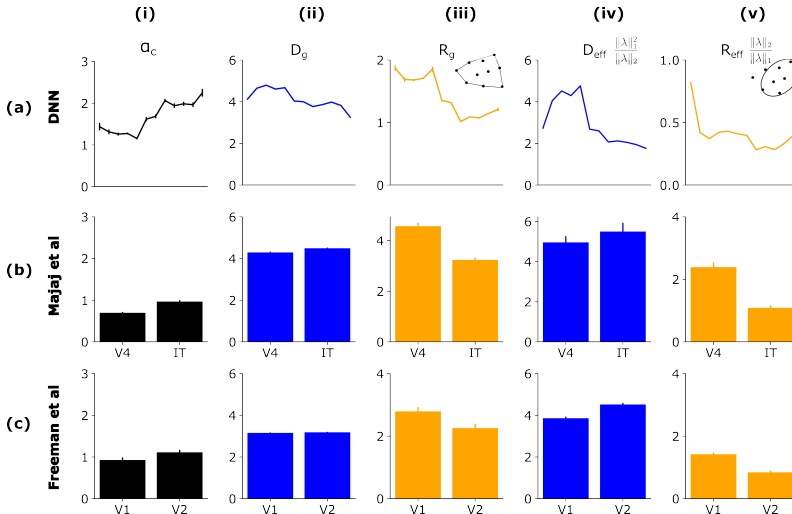 (i) (ii) (iii) (iv) (v)
αc Dg Rg Deff ‖λ‖₁²/‖λ‖₂ Reff ‖λ‖₂/‖λ‖₁
(a) DNN
3 2 1 0
6 4 2 0
2 1 0
6 4 2 0
1.0 0.5 0.0
(b) Majaj et al
3 2 1 0
6 4 2 0
4 2 0
6 4 2 0
4 2 0
V4 IT V4 IT V4 IT V4 IT V4 IT
(c) Freeman et al
3 2 1 0
6 4 2 0
4 2 0
6 4 2 0
4 2 0
V1 V2 V1 V2 V1 V2 V1 V2 V1 V2